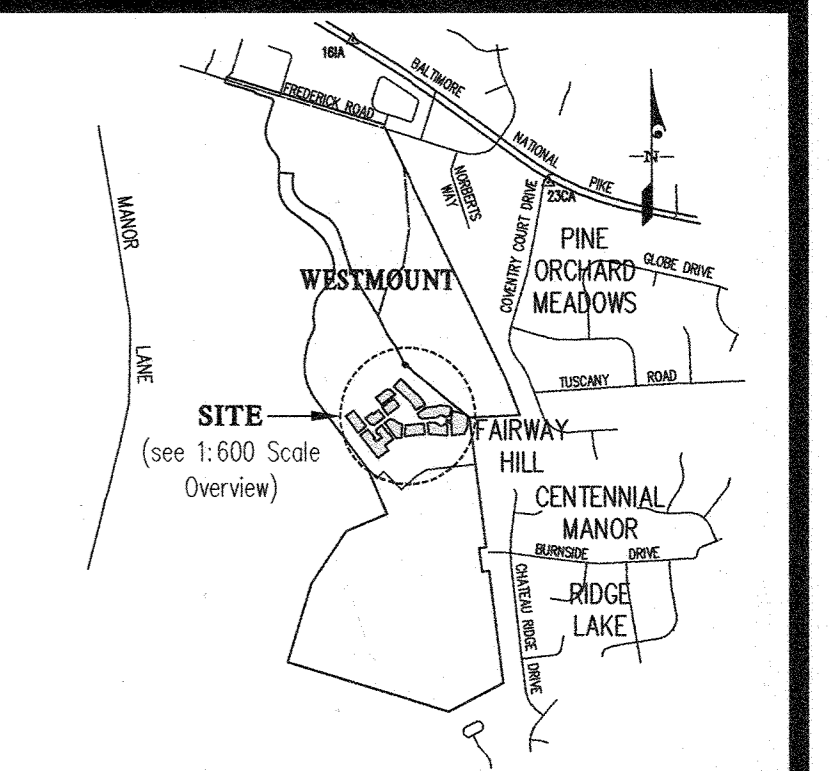 16IA
BALTIMORE
FREDERICK ROAD
NATIONAL
PIKE
-N-
NORBERTS
WAY
23CA
COVENTRY COURT DRIVE
MANOR
LANE
PINE
ORCHARD
MEADOWS
GLOBE DRIVE
WESTMOUNT
TUSCANY ROAD
SITE
(see 1:600 Scale
Overview)
FAIRWAY
HILL
CENTENNIAL
MANOR
BURNSIDE DRIVE
CHATEAU RIDGE DRIVE
RIDGE
LAKE